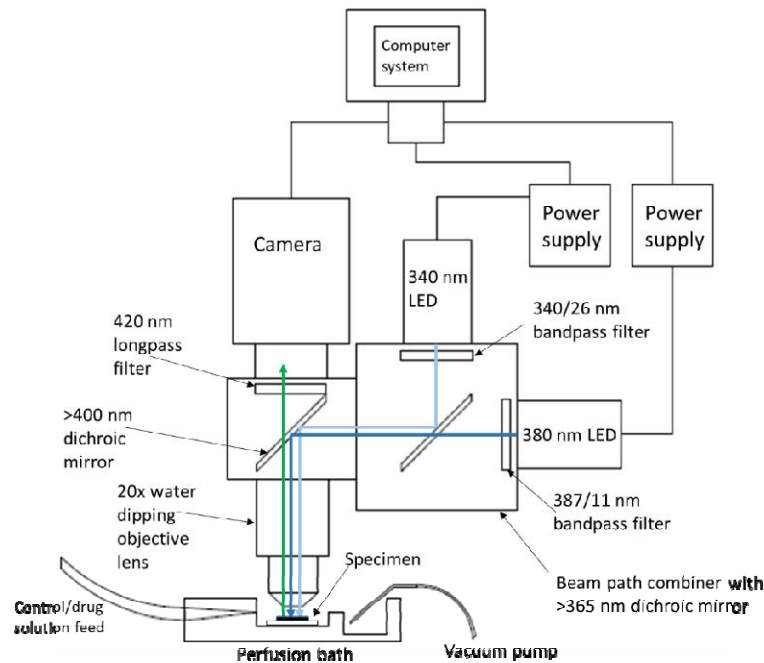 Computer
system
Power
supply
Power
supply
Camera
340 nm
LED
340/26 nm
bandpass filter
420 nm
longpass
filter
>400 nm
dichroic
mirror
380 nm LED
20x water
dipping
objective
lens
387/11 nm
bandpass filter
Specimen
Beam path combiner with
>365 nm dichroic mirror
Control/drug
solution feed
Perfusion bath
Vacuum pump